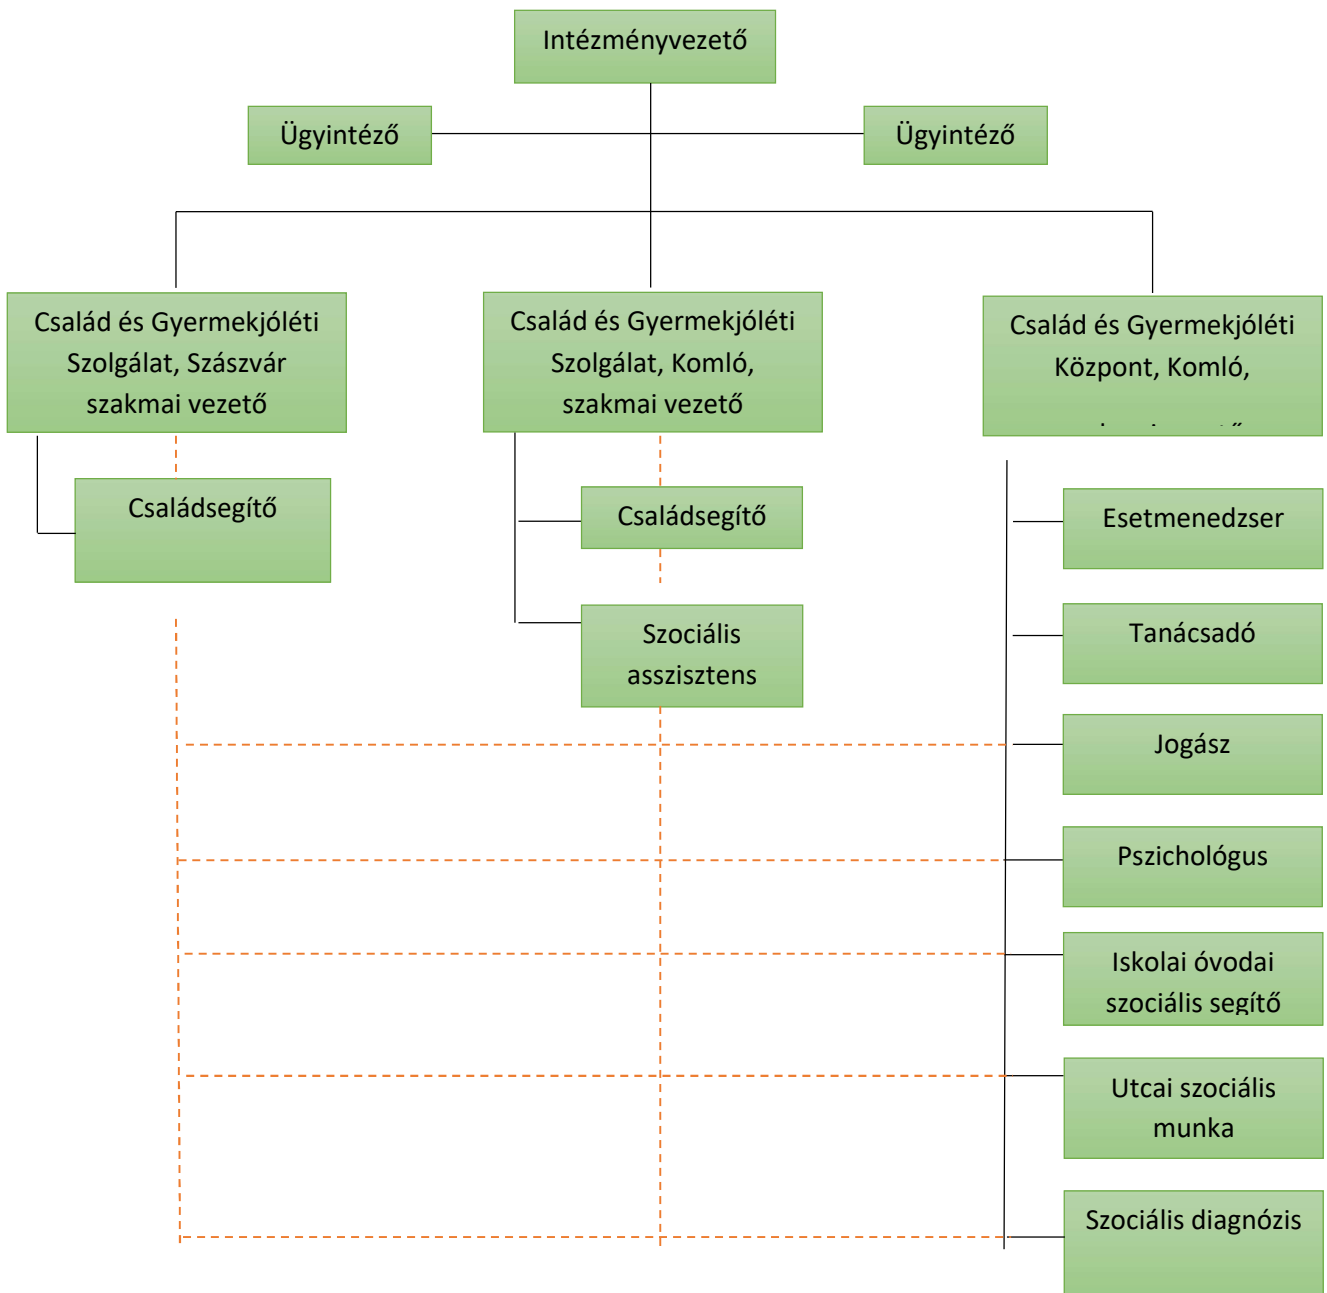 Intézményvezető
Ügyintéző
Ügyintéző
Család és Gyermekjóléti
Szolgálat, Szászvár
szakmai vezető
Család és Gyermekjóléti
Szolgálat, Komló,
szakmai vezető
Család és Gyermekjóléti
Központ, Komló,
Családsegítő
Családsegítő
Szociális
asszisztens
Esetmenedzser
Tanácsadó
Jogász
Pszichológus
Iskolai óvodai
szociális segítő
Utcai szociális
munka
Szociális diagnózis